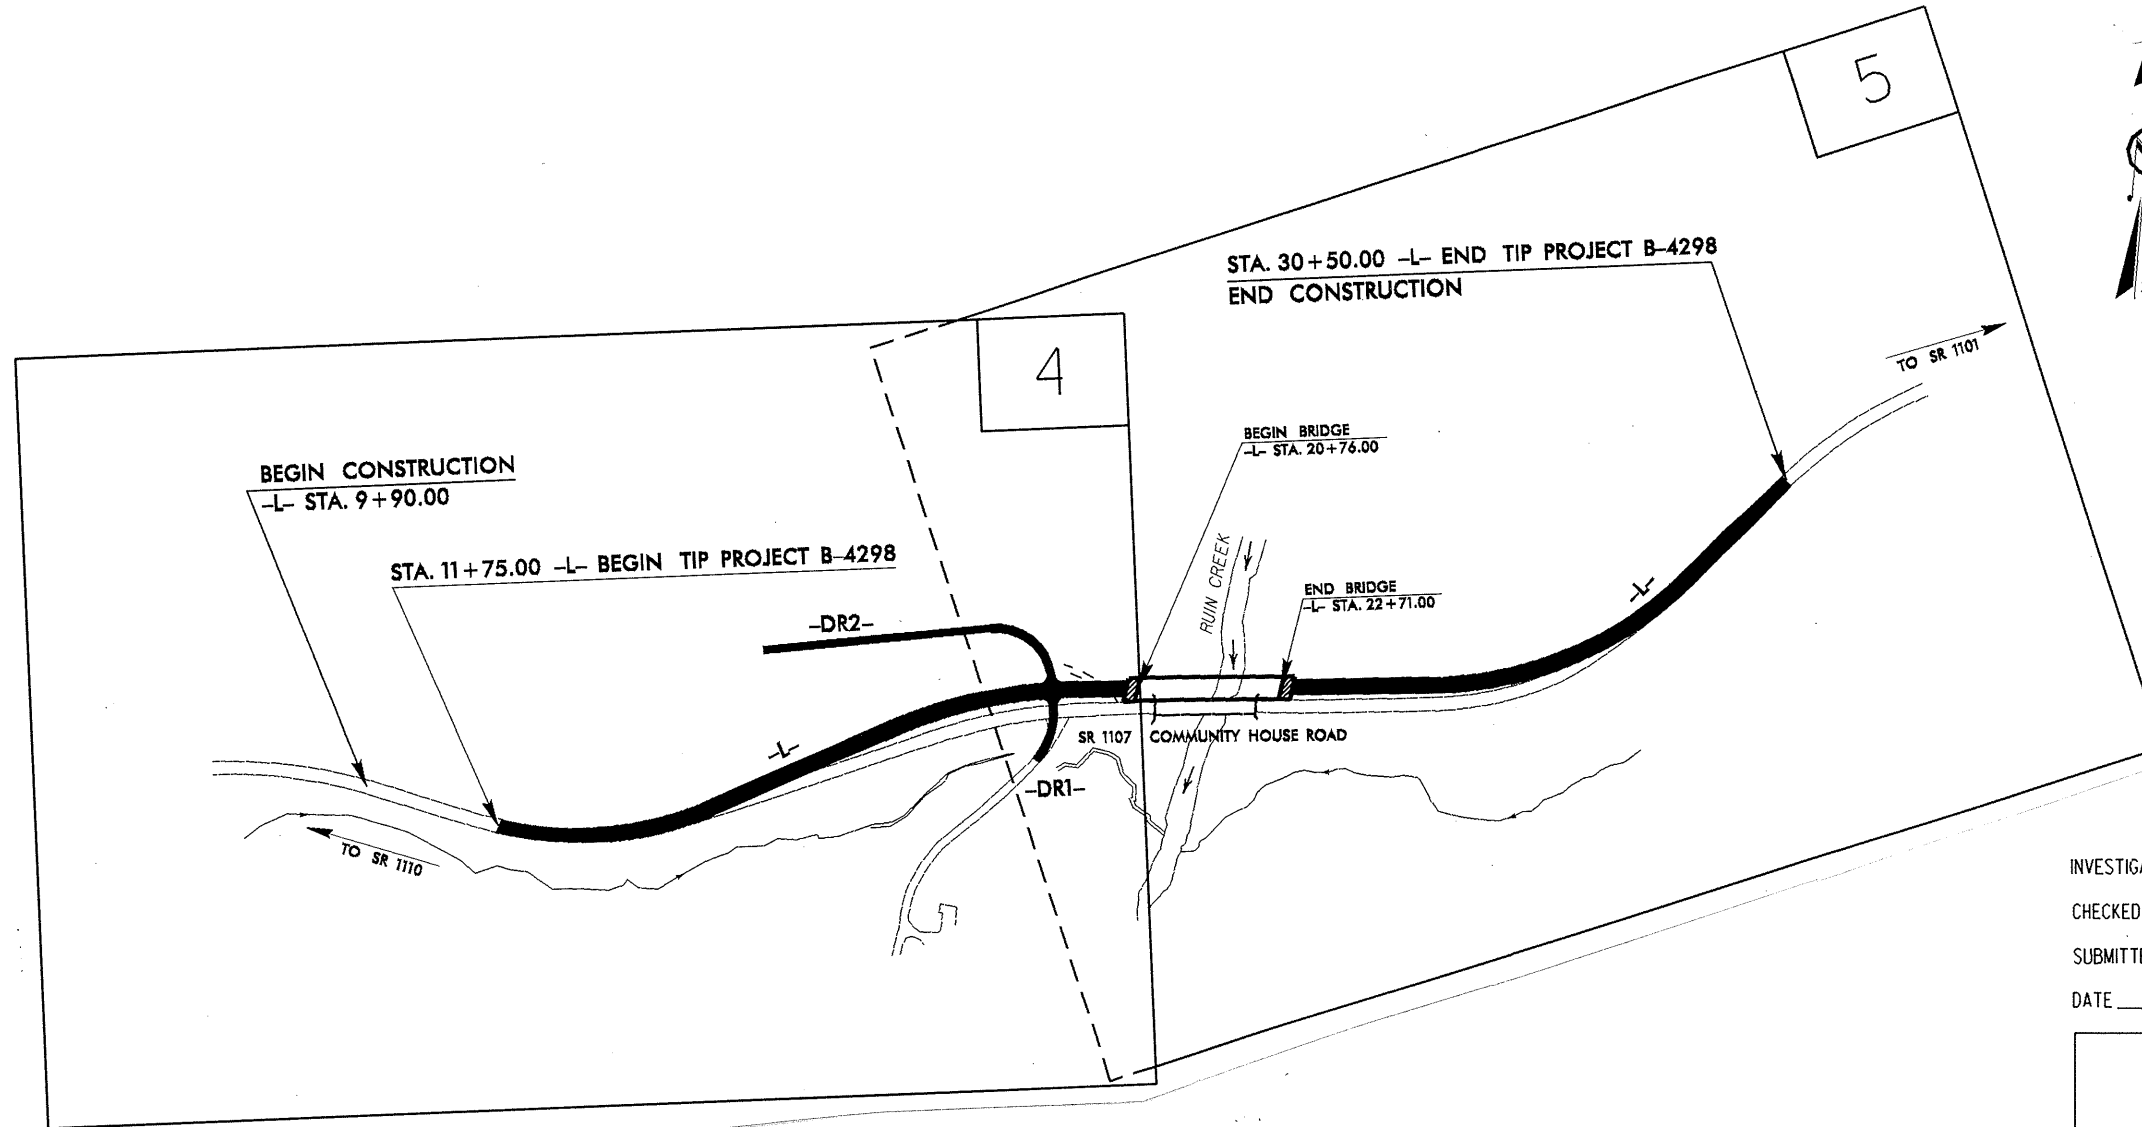 5
STA. 30+50.00 -L- END TIP PROJECT B-4298
END CONSTRUCTION
TO SR 1101
4
BEGIN BRIDGE
-L- STA. 20+76.00
BEGIN CONSTRUCTION
-L- STA. 9+90.00
STA. 11+75.00 -L- BEGIN TIP PROJECT B-4298
RUIN CREEK
END BRIDGE
-L- STA. 22+71.00
-L-
-DR2-
SR 1107 COMMUNITY HOUSE ROAD
-L-
-DR1-
TO SR 1110
INVESTIGA
CHECKED
SUBMITTE
DATE